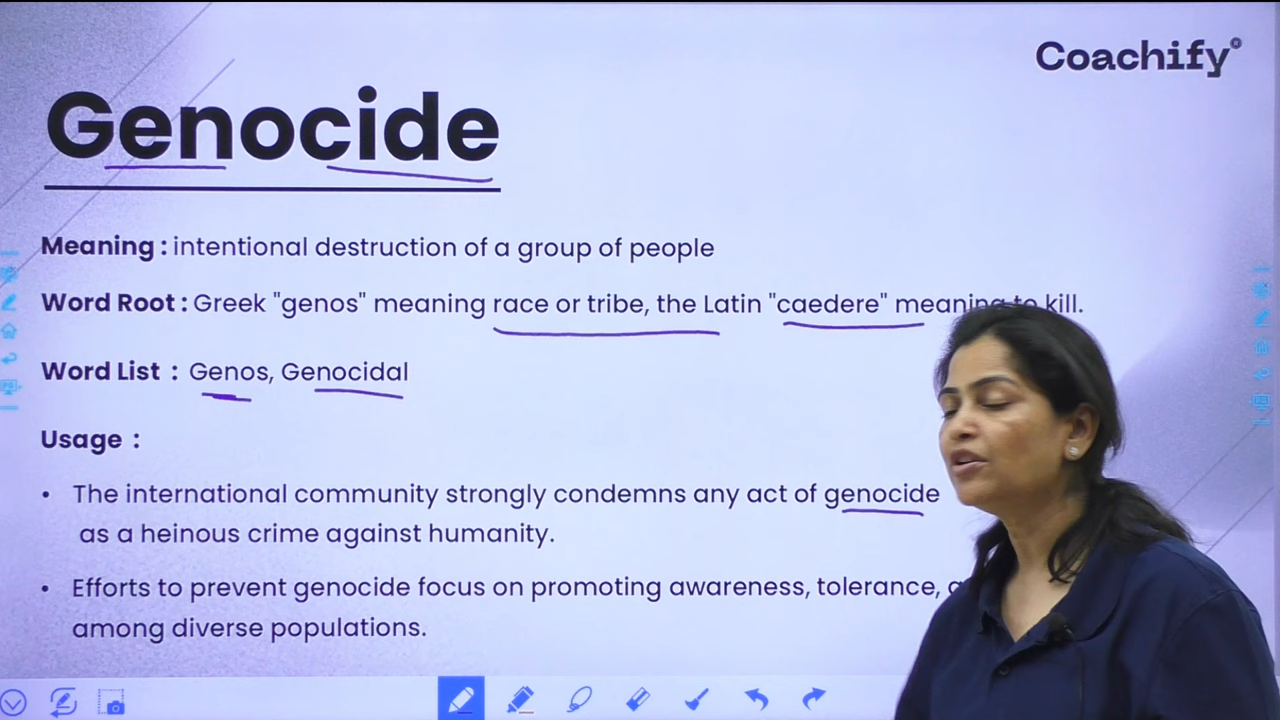 Coachify
Genocide
Meaning : intentional destruction of a group of people
Word Root : Greek "genos" meaning race or tribe, the Latin "caedere" meaning to kill.
Word List : Genos, Genocidal
Usage :
• The international community strongly condemns any act of genocide
as a heinous crime against humanity.
• Efforts to prevent genocide focus on promoting awareness, tolerance,
among diverse populations.